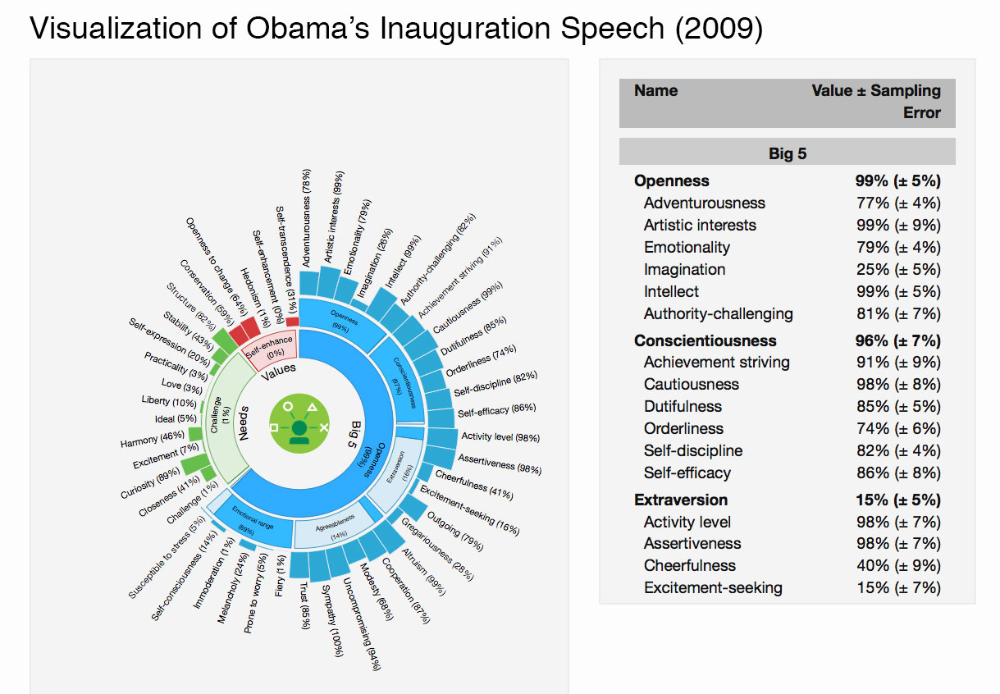 Visualization of Obama’s Inauguration Speech (2009)
Adventurousness (78%)
Artistic interests (99%)
Emotionality (79%)
Imagination (26%)
Intellect (99%)
Authority-challenging (82%)
Achievement striving (91%)
Cautiousness (99%)
Dutifulness (85%)
Orderliness (74%)
Self-discipline (82%)
Self-efficacy (86%)
Activity level (98%)
Assertiveness (98%)
Cheerfulness (41%)
Excitement-seeking (16%)
Outgoing (79%)
Gregariousness (28%)
Altruism (99%)
Cooperation (87%)
Modesty (68%)
Uncompromising (94%)
Sympathy (100%)
Trust (85%)
Fiery (1%)
Prone to worry (5%)
Melancholy (24%)
Immoderation (1%)
Self-consciousness (14%)
Susceptible to stress (5%)
Challenge (1%)
Closeness (41%)
Curiosity (89%)
Excitement (7%)
Harmony (46%)
Ideal (5%)
Liberty (10%)
Love (3%)
Practicality (3%)
Self-expression (20%)
Stability (43%)
Structure (82%)
Conservation (59%)
Openness to change (64%)
Hedonism (1%)
Self-enhancement (0%)
Self-transcendence (31%)
Openness
(99%)
Conscientiousness
(97%)
Extraversion
(16%)
Agreeableness
(14%)
Emotional range
(89%)
Challenge
(1%)
Self-enhance
(0%)
Values
Needs
Big 5
Openness
(99%)
Name Value ± Sampling
Error
Big 5
Openness 99% (± 5%)
Adventurousness 77% (± 4%)
Artistic interests 99% (± 9%)
Emotionality 79% (± 4%)
Imagination 25% (± 5%)
Intellect 99% (± 5%)
Authority-challenging 81% (± 7%)
Conscientiousness 96% (± 7%)
Achievement striving 91% (± 9%)
Cautiousness 98% (± 8%)
Dutifulness 85% (± 5%)
Orderliness 74% (± 6%)
Self-discipline 82% (± 4%)
Self-efficacy 86% (± 8%)
Extraversion 15% (± 5%)
Activity level 98% (± 7%)
Assertiveness 98% (± 7%)
Cheerfulness 40% (± 9%)
Excitement-seeking 15% (± 7%)